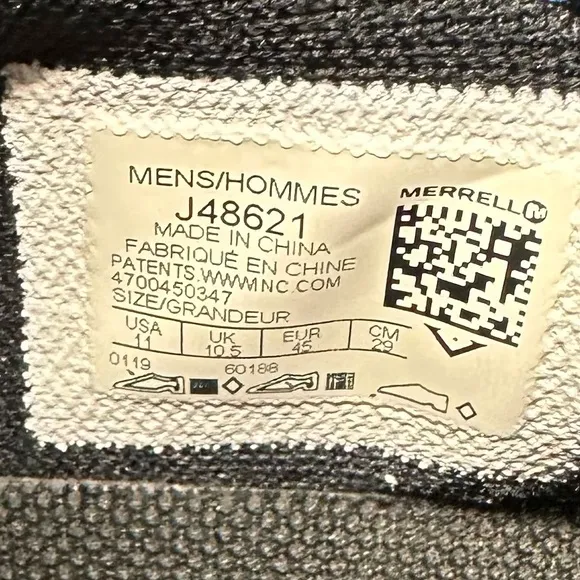 MENS/HOMMES
J48621
MADE IN CHINA
FABRIQUÉ EN CHINE
PATENTS.WWWINC.COM
4700450347
SIZE/GRANDEUR
USA UK EUR CM
11 10.5 45 29
0119 60188
MERRELL